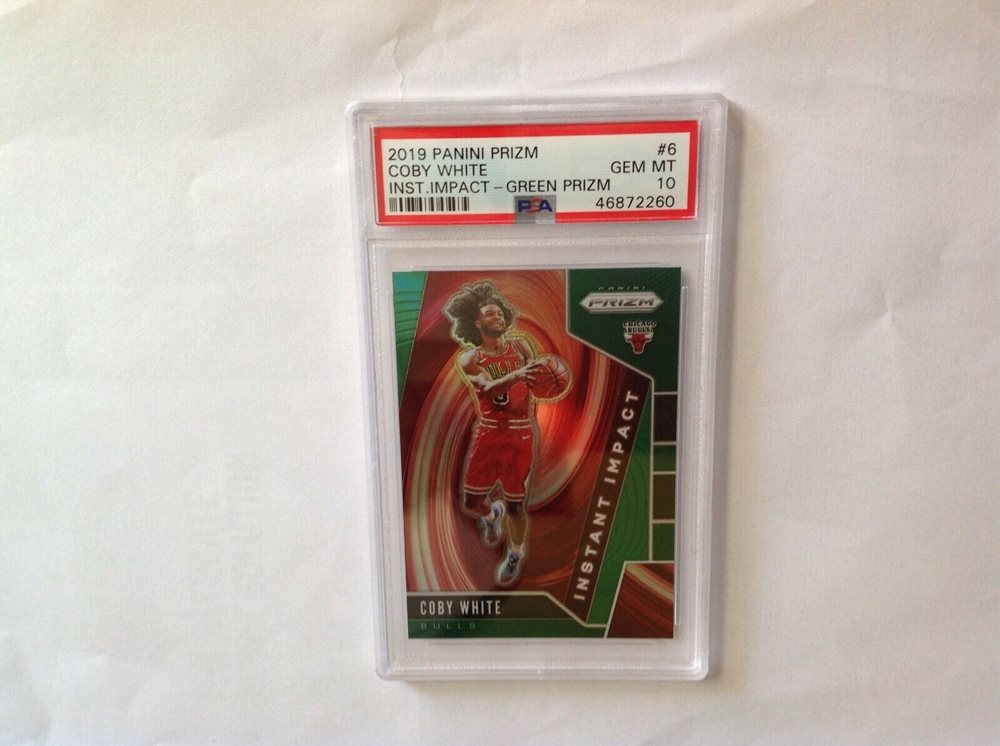 2019 PANINI PRIZM #6
COBY WHITE GEM MT
INST.IMPACT – GREEN PRIZM 10
PSA 46872260
PANINI
PRIZM
CHICAGO
BULLS
INSTANT IMPACT
COBY WHITE
BULLS